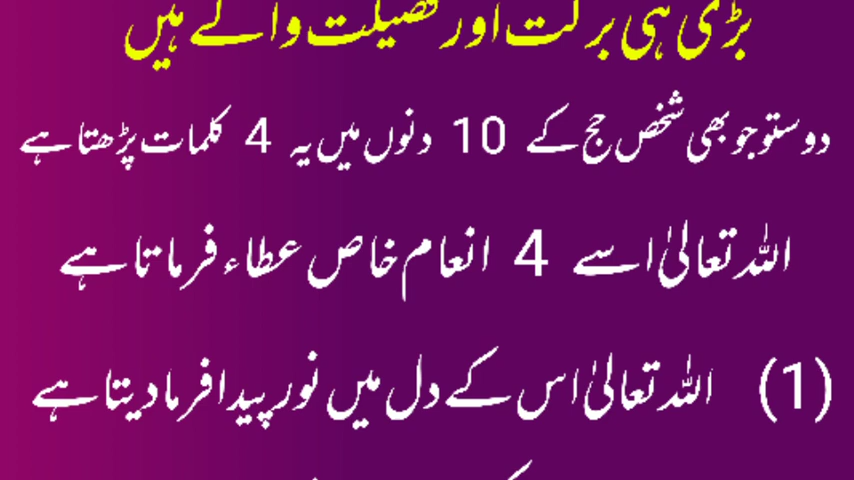 بڑی ہی برکت اور فضیلت والے ہیں
دوستو جو بھی شخص حج کے 10 دنوں میں یہ 4 کلمات پڑھتا ہے
اللہ تعالیٰ اسے 4 انعام خاص عطاء فرماتا ہے
(1) اللہ تعالیٰ اس کے دل میں نور پیدا فرما دیتا ہے